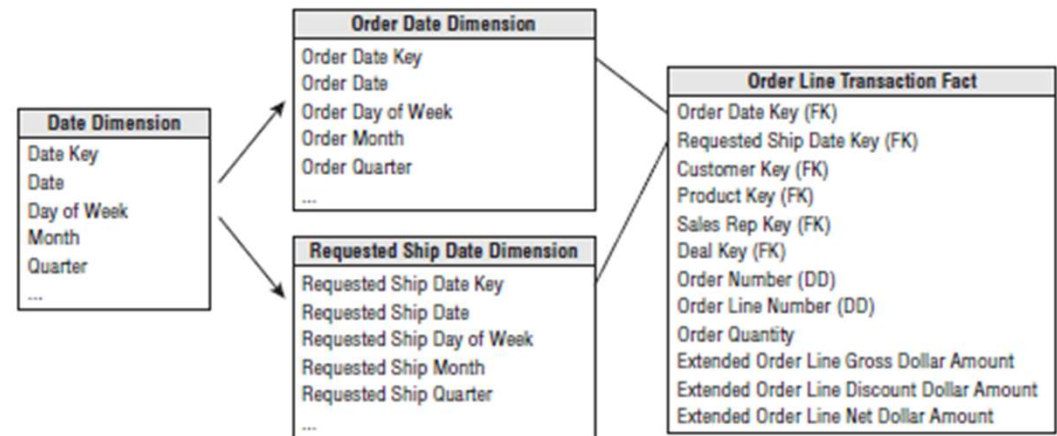 Date Dimension
Date Key
Date
Day of Week
Month
Quarter
...
Order Date Dimension
Order Date Key
Order Date
Order Day of Week
Order Month
Order Quarter
...
Requested Ship Date Dimension
Requested Ship Date Key
Requested Ship Date
Requested Ship Day of Week
Requested Ship Month
Requested Ship Quarter
...
Order Line Transaction Fact
Order Date Key (FK)
Requested Ship Date Key (FK)
Customer Key (FK)
Product Key (FK)
Sales Rep Key (FK)
Deal Key (FK)
Order Number (DD)
Order Line Number (DD)
Order Quantity
Extended Order Line Gross Dollar Amount
Extended Order Line Discount Dollar Amount
Extended Order Line Net Dollar Amount